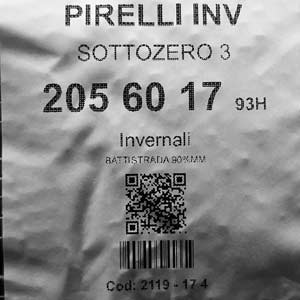 PIRELLI INV
SOTTOZERO 3
205 60 17 93H
Invernali
BATTISTRADA 90%MM
Cod: 2119 - 17 4